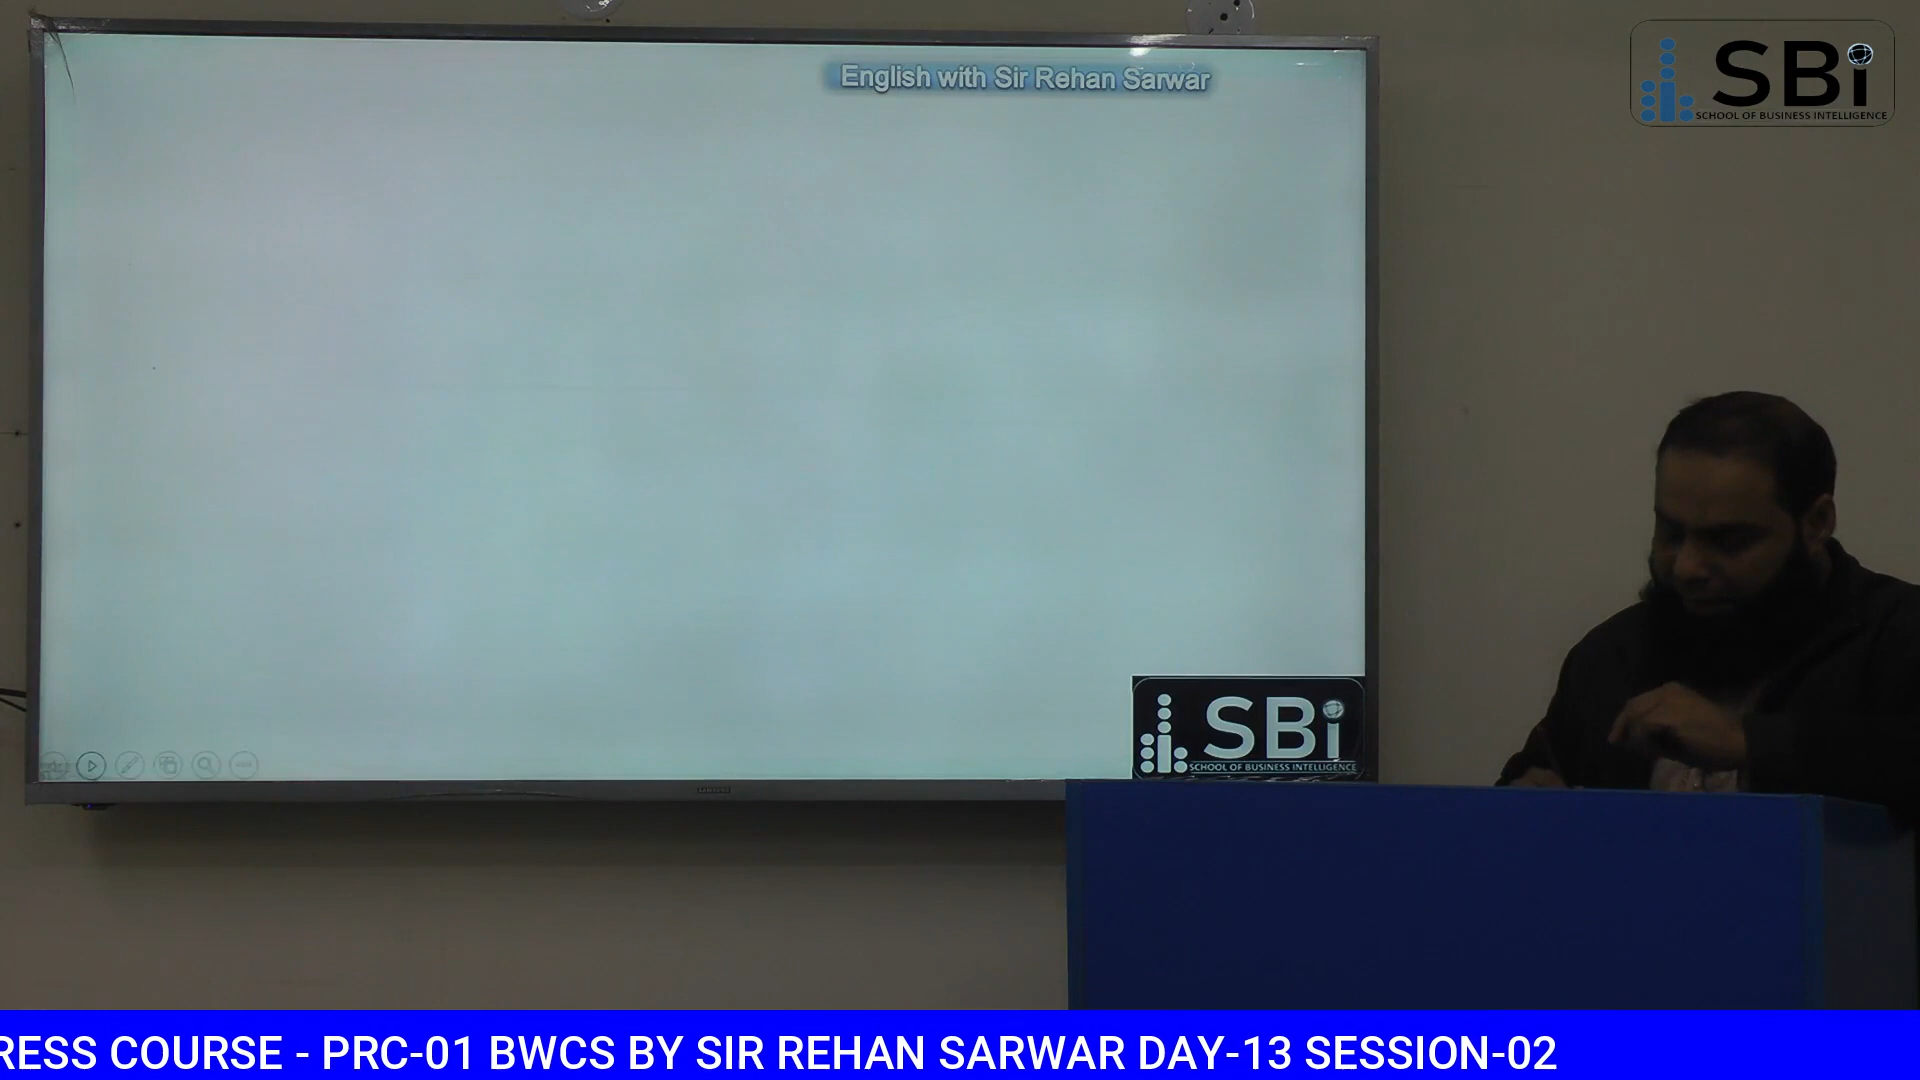 English with Sir Rehan Sarwar
SBi
SCHOOL OF BUSINESS INTELLIGENCE
SBi
SCHOOL OF BUSINESS INTELLIGENCE
SAMSUNG
RESS COURSE - PRC-01 BWCS BY SIR REHAN SARWAR DAY-13 SESSION-02